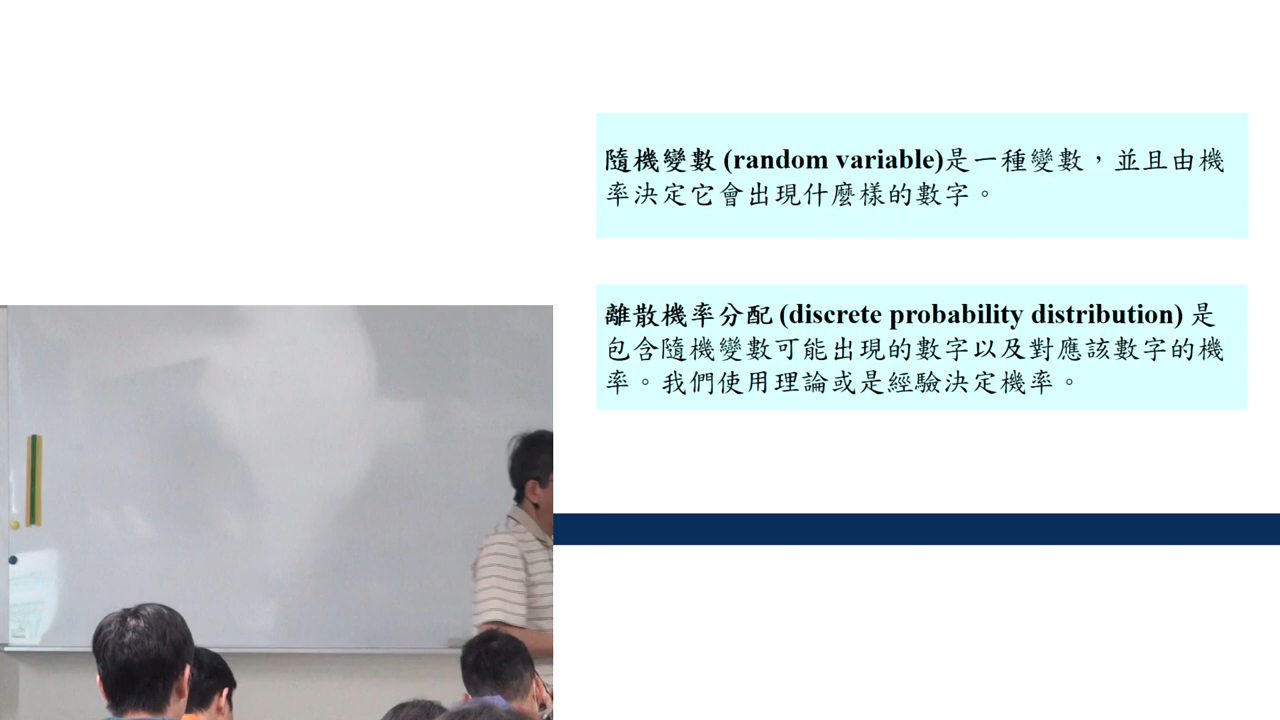 隨機變數 (random variable)是一種變數，並且由機
率決定它會出現什麼樣的數字。
離散機率分配 (discrete probability distribution) 是
包含隨機變數可能出現的數字以及對應該數字的機
率。我們使用理論或是經驗決定機率。